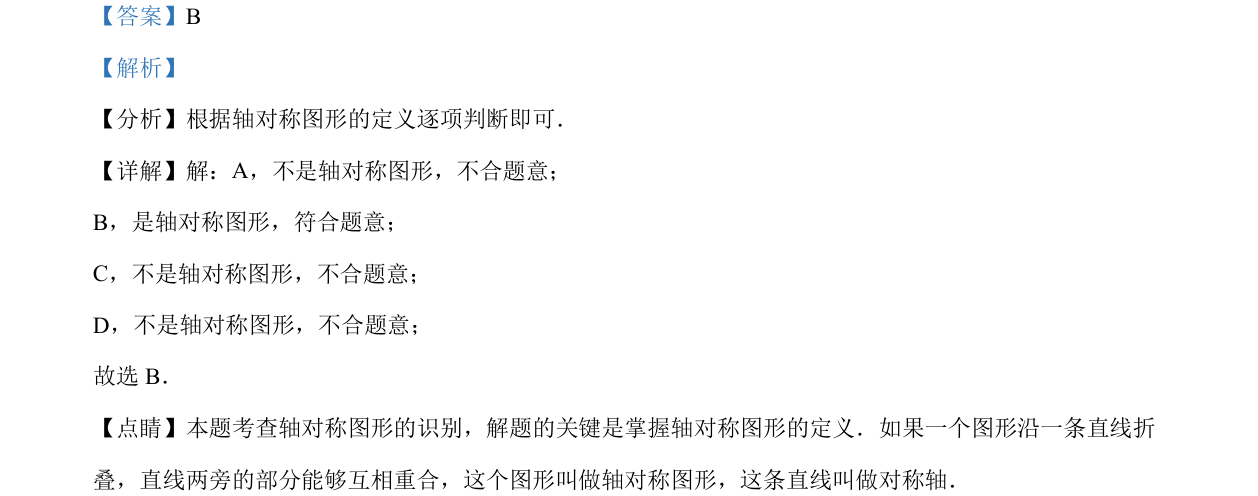 【答案】B
【解析】
【分析】根据轴对称图形的定义逐项判断即可．
【详解】解：A，不是轴对称图形，不合题意；
B，是轴对称图形，符合题意；
C，不是轴对称图形，不合题意；
D，不是轴对称图形，不合题意；
故选 B．
【点睛】本题考查轴对称图形的识别，解题的关键是掌握轴对称图形的定义．如果一个图形沿一条直线折
叠，直线两旁的部分能够互相重合，这个图形叫做轴对称图形，这条直线叫做对称轴．